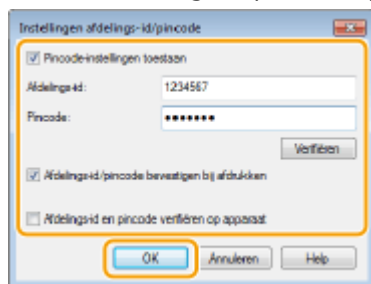 Instellingen afdelings-id/pincode
Pincode-instellingen toestaan
Afdelings-id: 1234567
Pincode: •••••••
Verifiëren
Afdelings-id/pincode bevestigen bij afdrukken
Afdelings-id en pincode verifiëren op apparaat
OK Annuleren Help